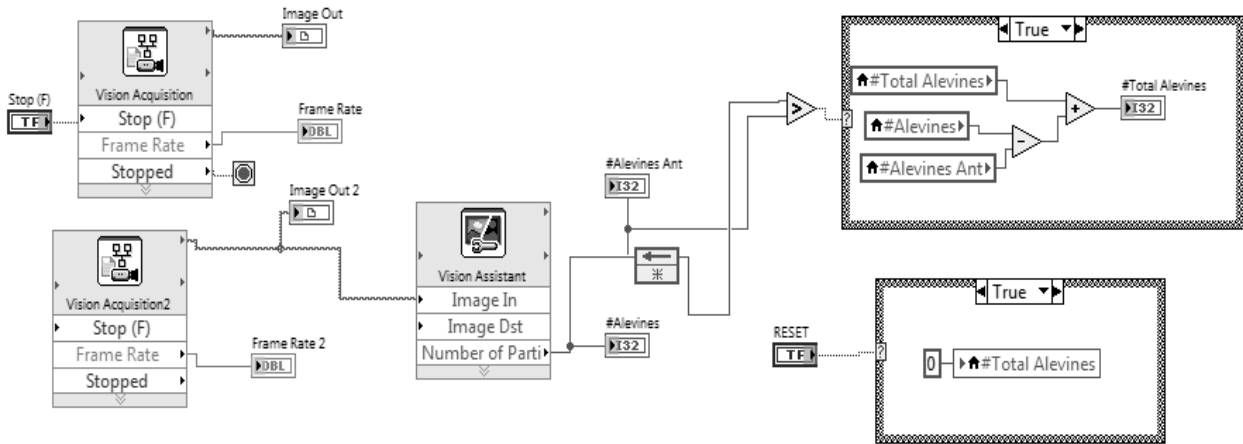 Image Out
Vision Acquisition
Stop (F)
TF
Stop (F)
Frame Rate
Stopped
Frame Rate
DBL
Image Out 2
Vision Acquisition2
Stop (F)
Frame Rate
Stopped
Frame Rate 2
DBL
Vision Assistant
Image In
Image Dst
Number of Parti
#Alevines Ant
I32
#Alevines
I32
>
True
?
#Total Alevines
#Alevines
#Alevines Ant
-
+
#Total Alevines
I32
RESET
TF
True
?
0
#Total Alevines